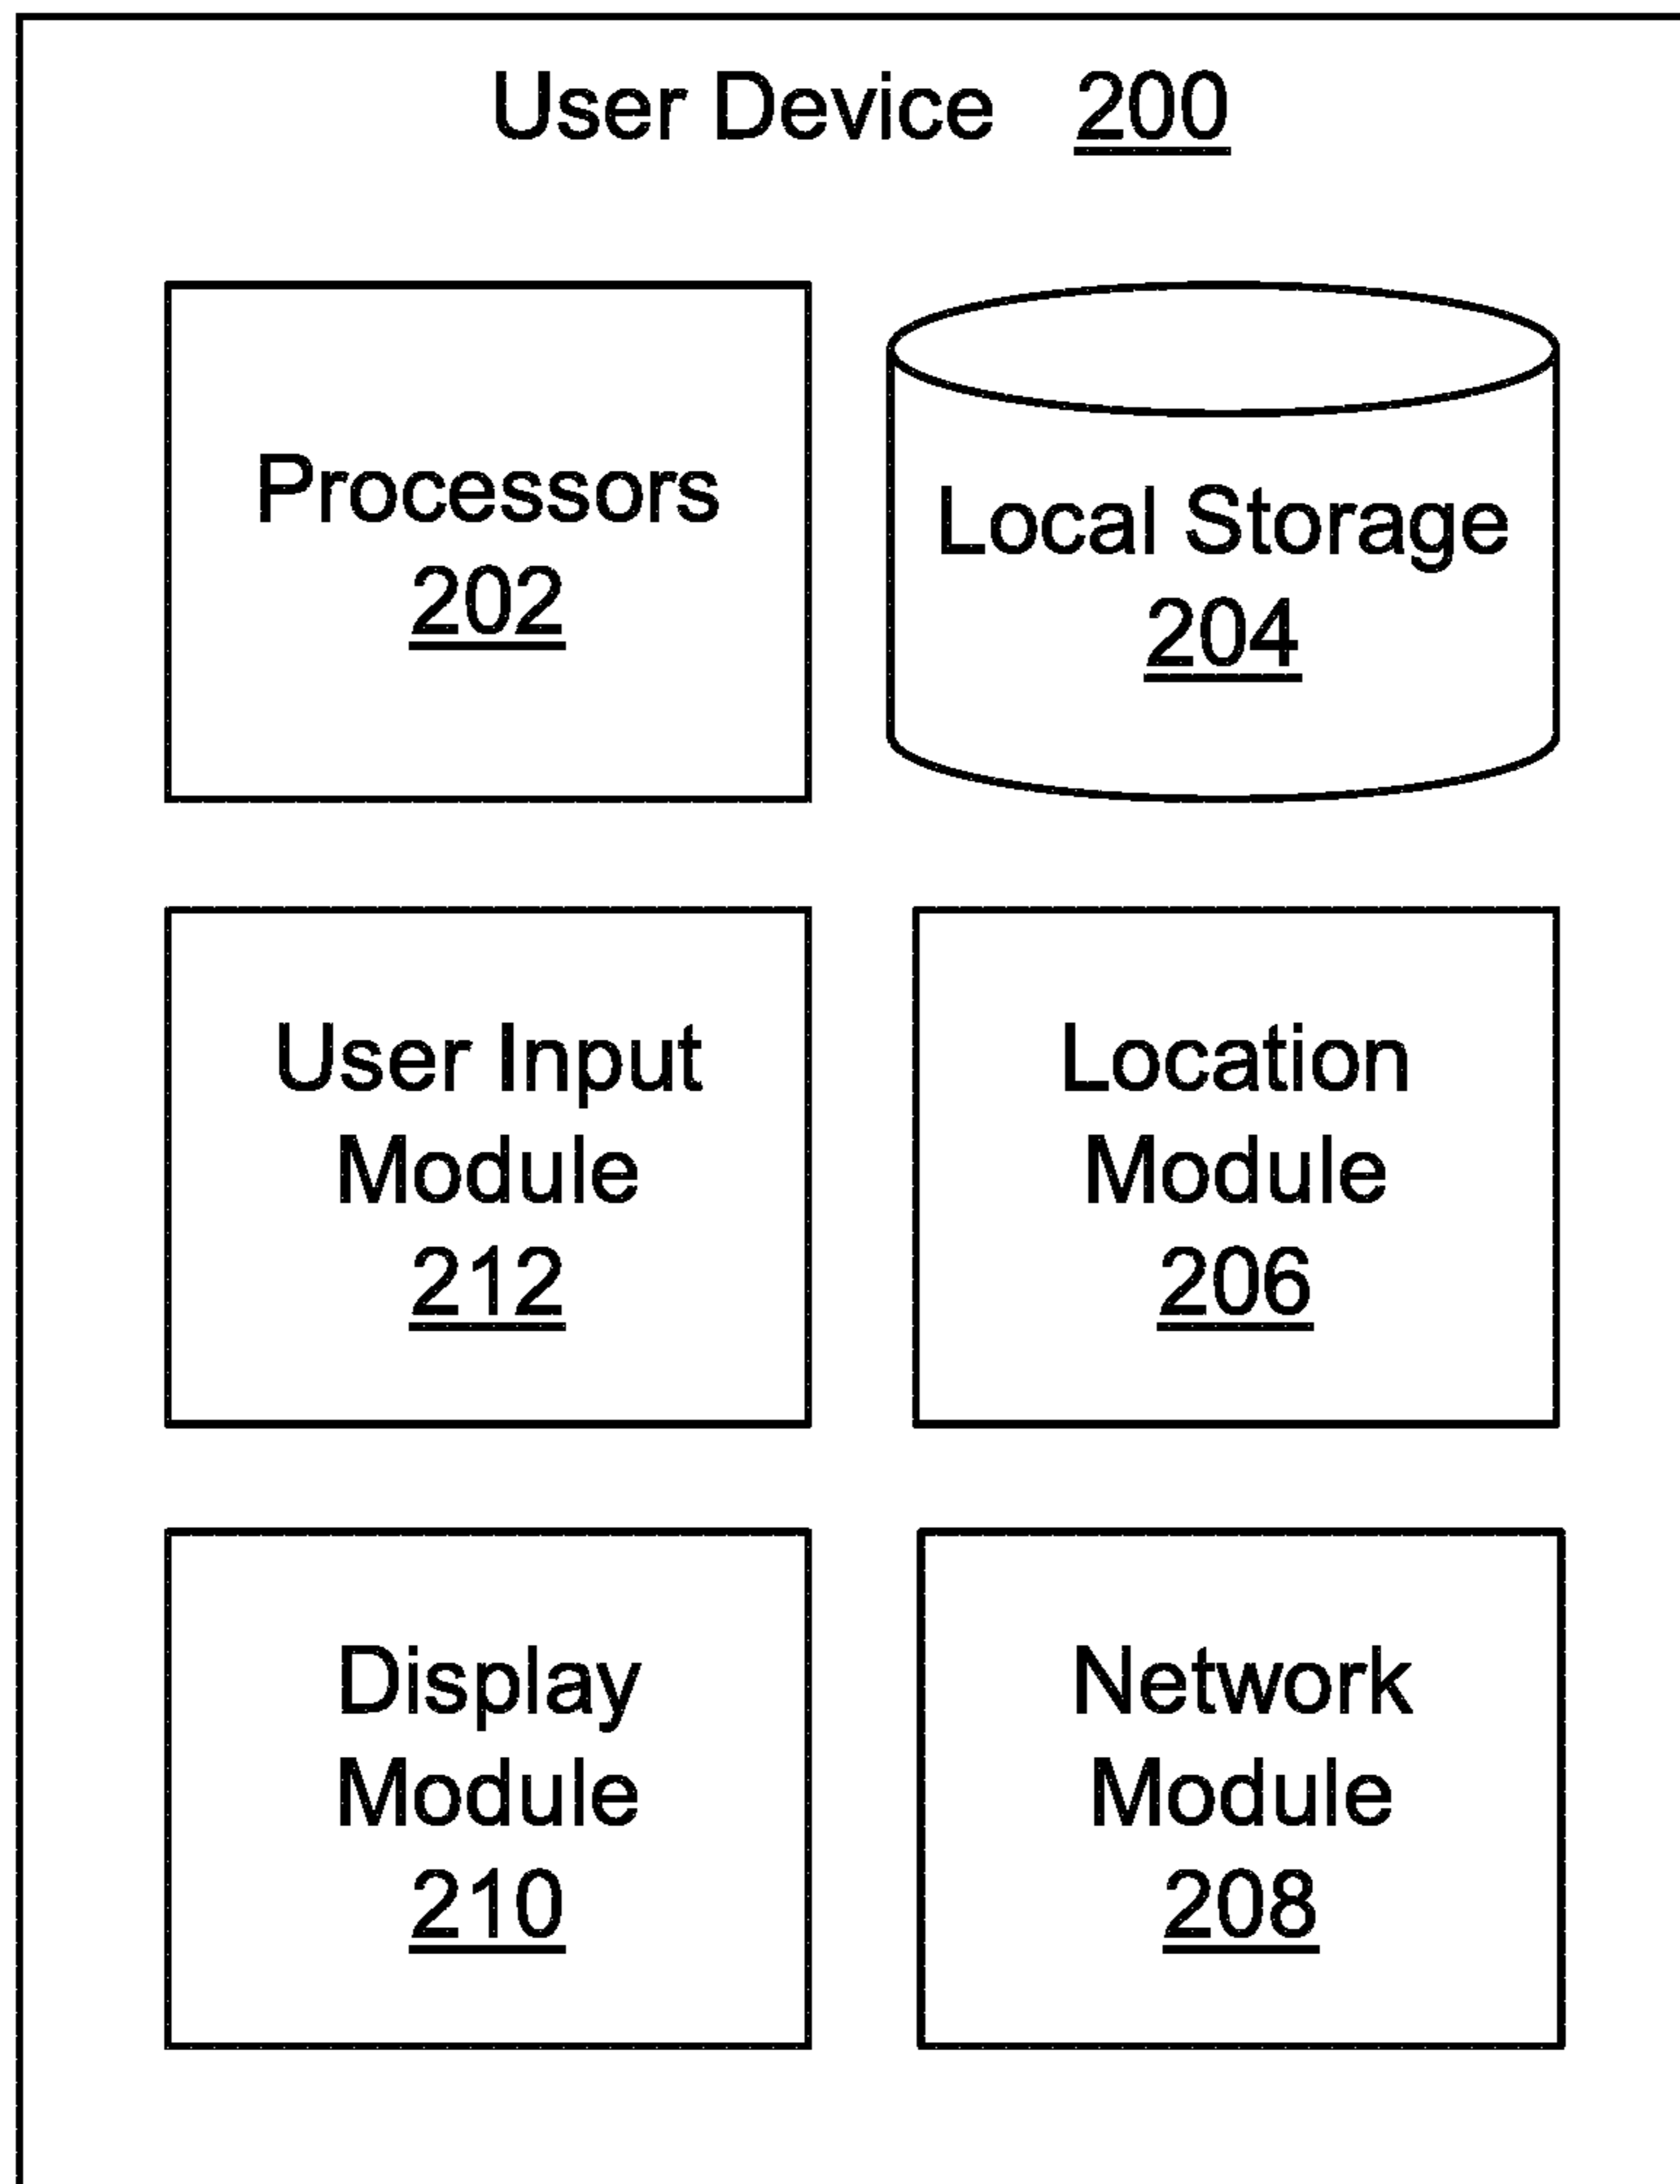 User Device 200
Processors
202
Local Storage
204
User Input
Module
212
Location
Module
206
Display
Module
210
Network
Module
208